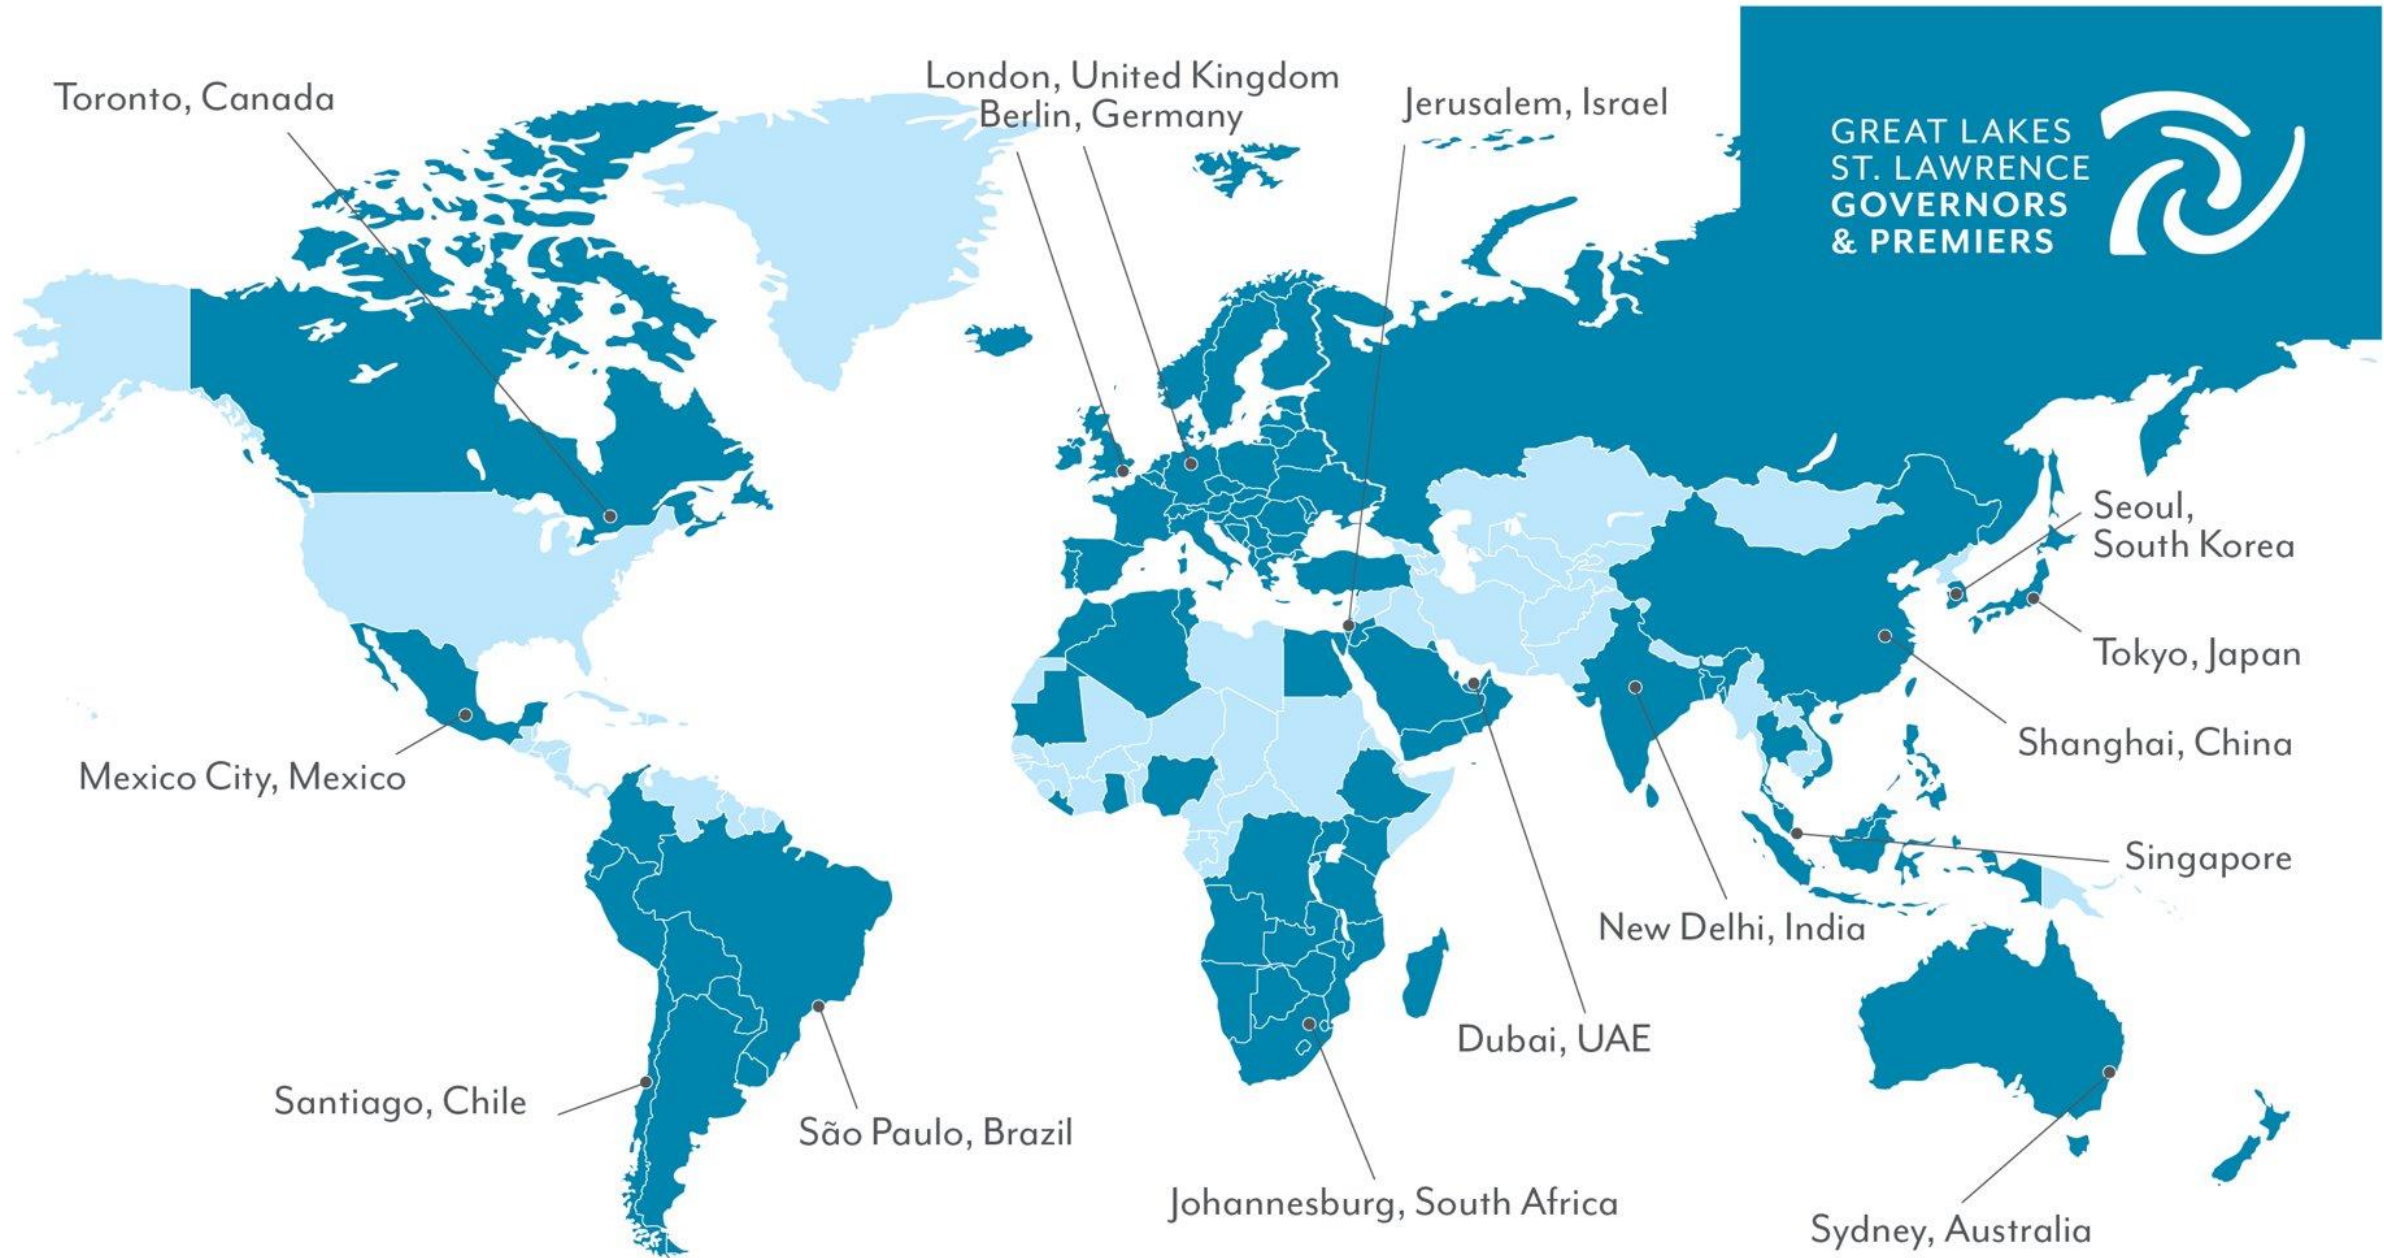 Toronto, Canada
London, United Kingdom
Berlin, Germany
Jerusalem, Israel
GREAT LAKES
ST. LAWRENCE
GOVERNORS
& PREMIERS
Seoul,
South Korea
Tokyo, Japan
Shanghai, China
Mexico City, Mexico
Singapore
New Delhi, India
Dubai, UAE
Santiago, Chile
São Paulo, Brazil
Johannesburg, South Africa
Sydney, Australia